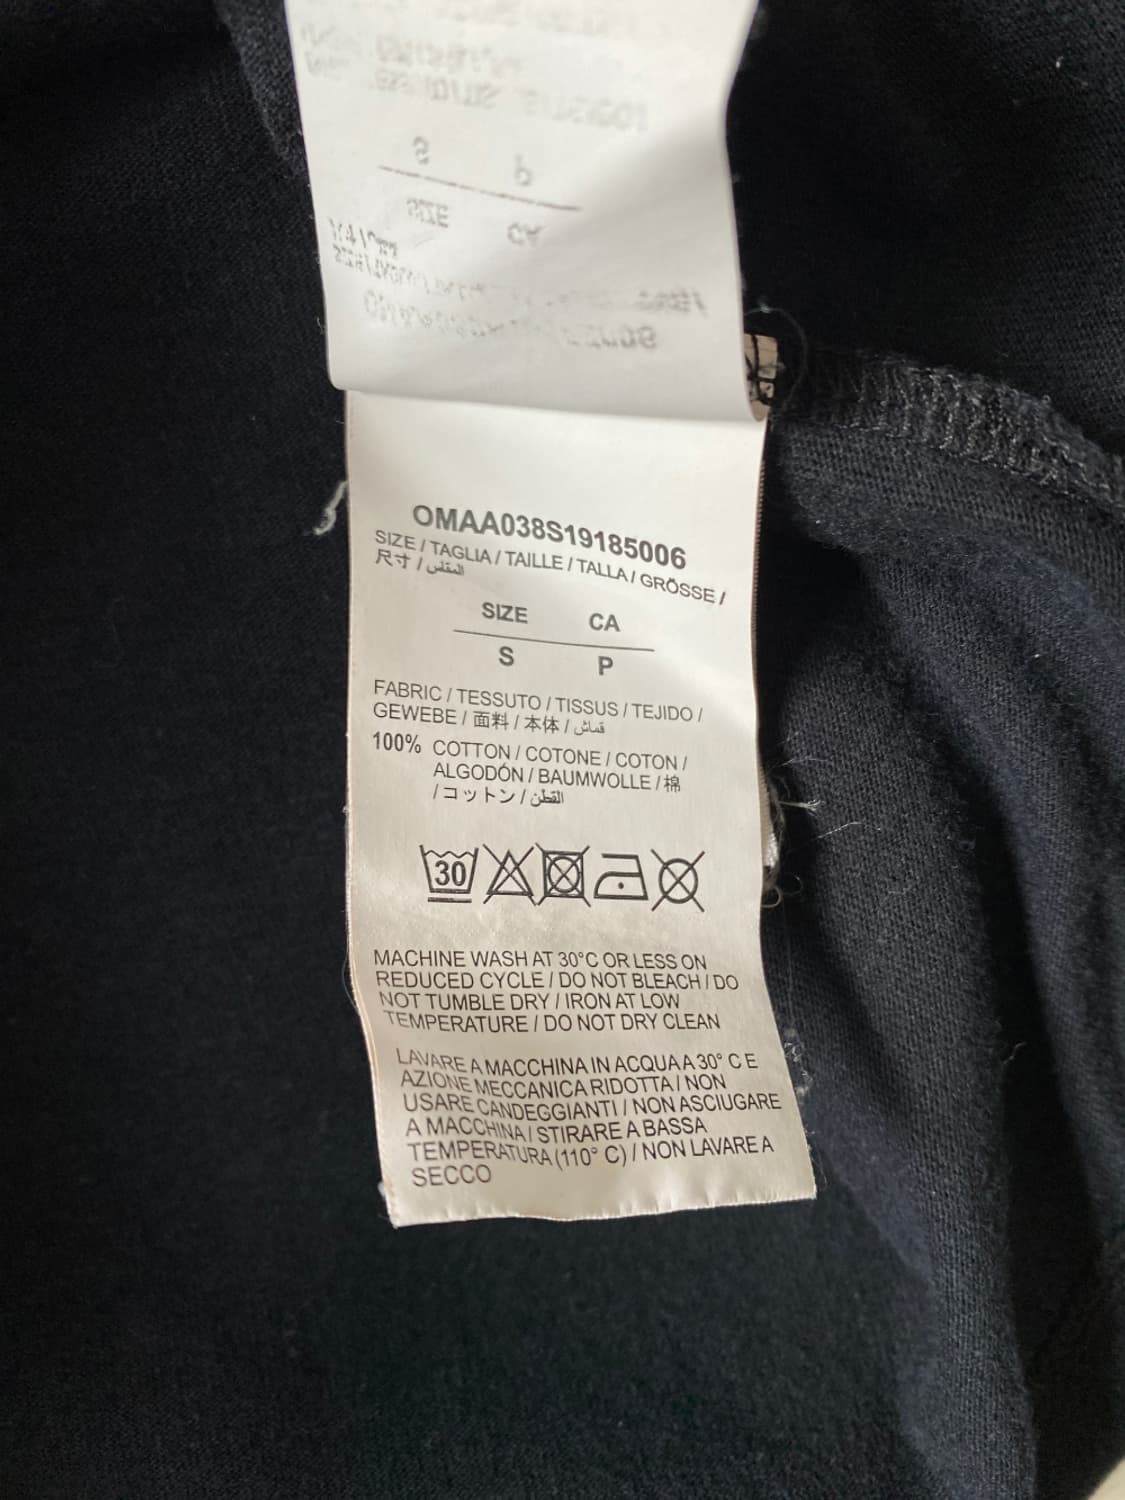 S P
SIZE CA
OMAA038S19185006
SIZE / TAGLIA / TAILLE / TALLA / GRÖSSE /
尺寸 / المقاس
SIZE CA
S P
FABRIC / TESSUTO / TISSUS / TEJIDO /
GEWEBE / 面料 / 本体 / قماش
100% COTTON / COTONE / COTON /
ALGODÓN / BAUMWOLLE / 棉
/ コットン / القطن
30
MACHINE WASH AT 30°C OR LESS ON
REDUCED CYCLE / DO NOT BLEACH / DO
NOT TUMBLE DRY / IRON AT LOW
TEMPERATURE / DO NOT DRY CLEAN
LAVARE A MACCHINA IN ACQUA A 30° C E
AZIONE MECCANICA RIDOTTA / NON
USARE CANDEGGIANTI / NON ASCIUGARE
A MACCHINA / STIRARE A BASSA
TEMPERATURA (110° C) / NON LAVARE A
SECCO